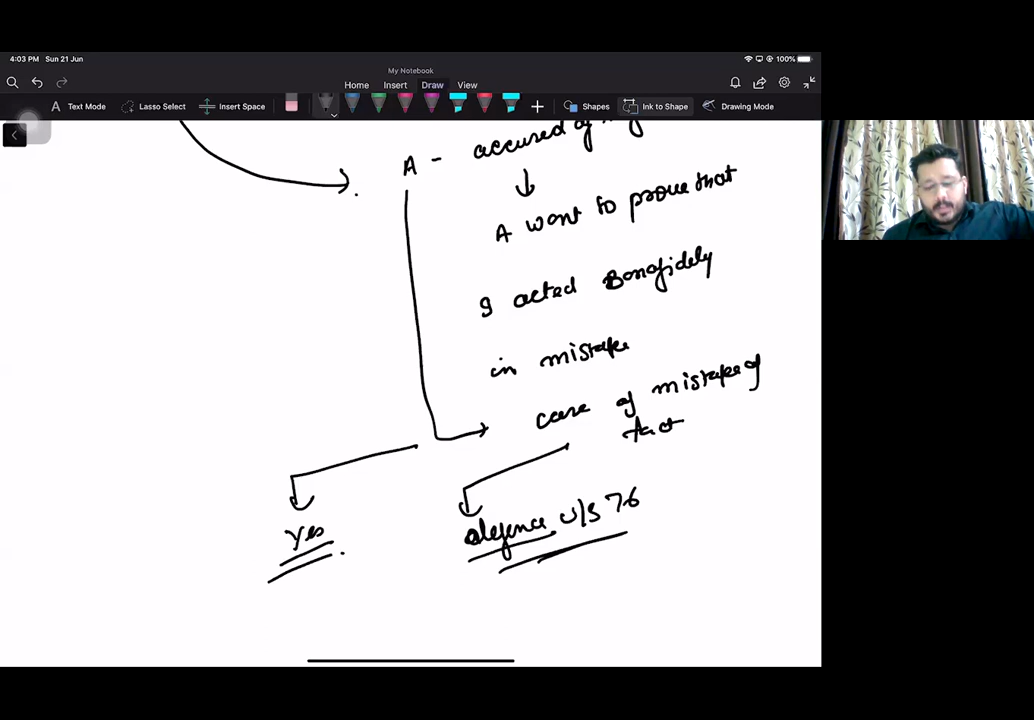 4:03 PM Sun 21 Jun
100%
My Notebook
Home Insert Draw View
Text Mode Lasso Select Insert Space Shapes Ink to Shape Drawing Mode
A - accused of
A want to prove that
I acted Bonafidely
in mistake
case of mistake of
fact
Yes
defence U/S 76